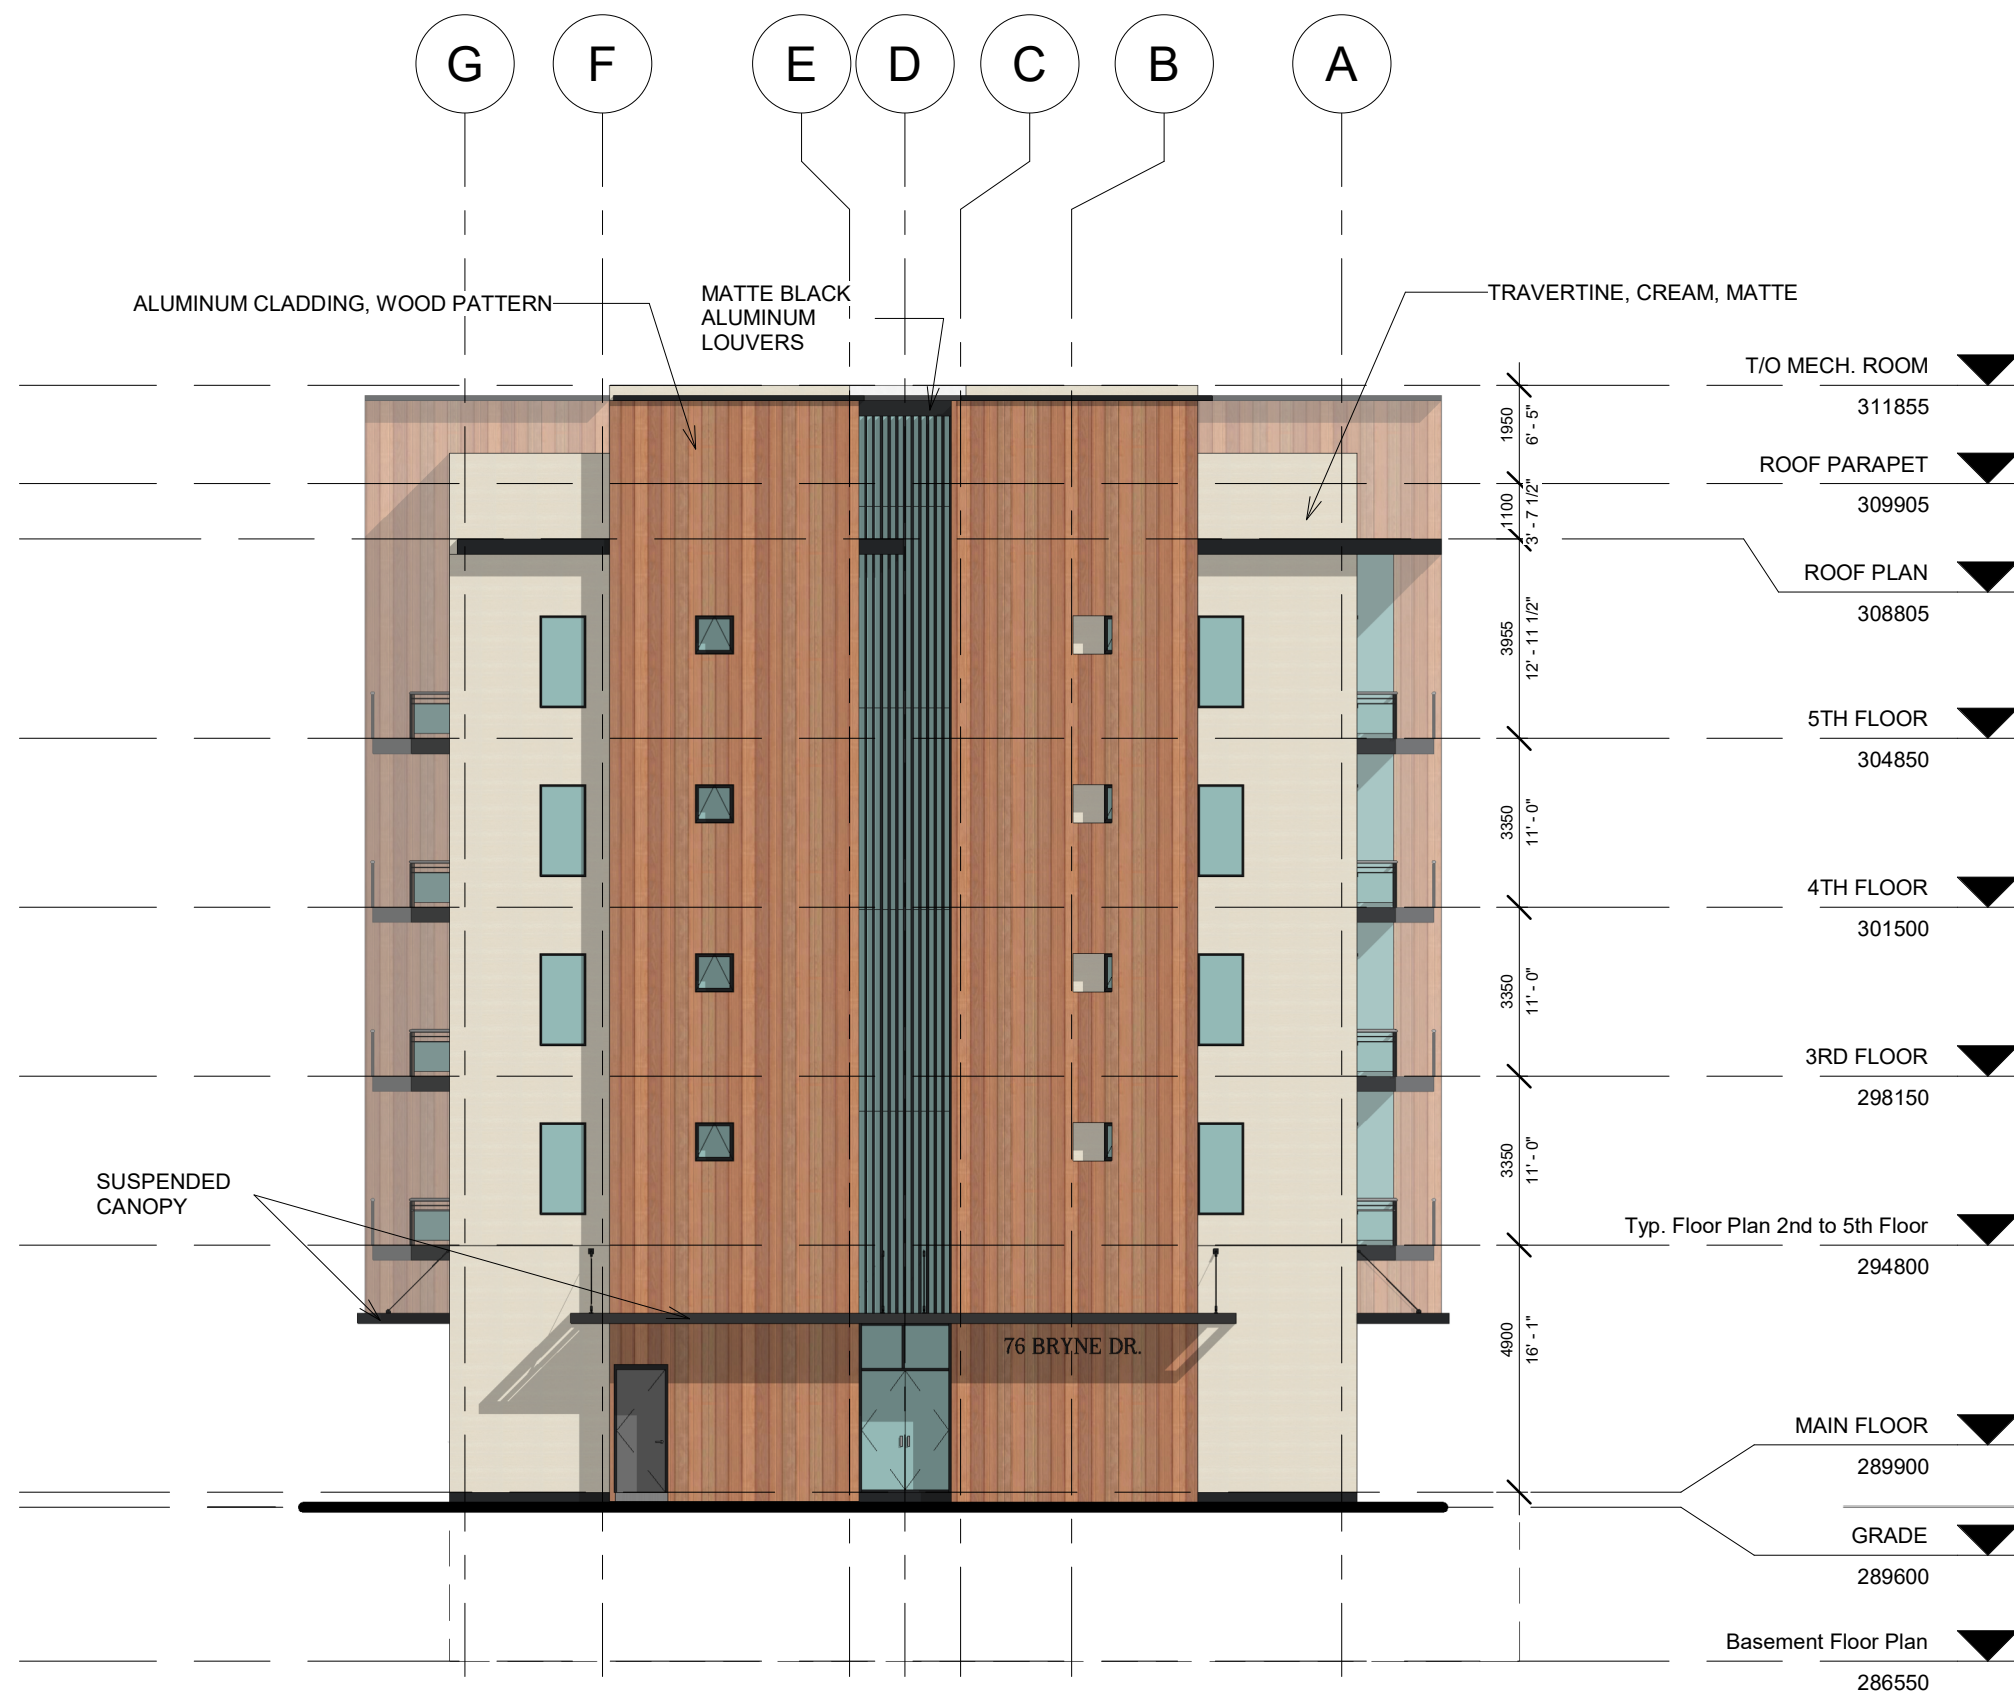 G F E D C B A
ALUMINUM CLADDING, WOOD PATTERN
MATTE BLACK
ALUMINUM
LOUVERS
TRAVERTINE, CREAM, MATTE
T/O MECH. ROOM
311855
1950
6' - 5"
ROOF PARAPET
309905
1100
3' - 7 1/2"
ROOF PLAN
308805
3955
12' - 11 1/2"
5TH FLOOR
304850
3350
11' - 0"
4TH FLOOR
301500
3350
11' - 0"
3RD FLOOR
298150
3350
11' - 0"
SUSPENDED
CANOPY
Typ. Floor Plan 2nd to 5th Floor
294800
4900
16' - 1"
76 BRYNE DR.
MAIN FLOOR
289900
GRADE
289600
Basement Floor Plan
286550